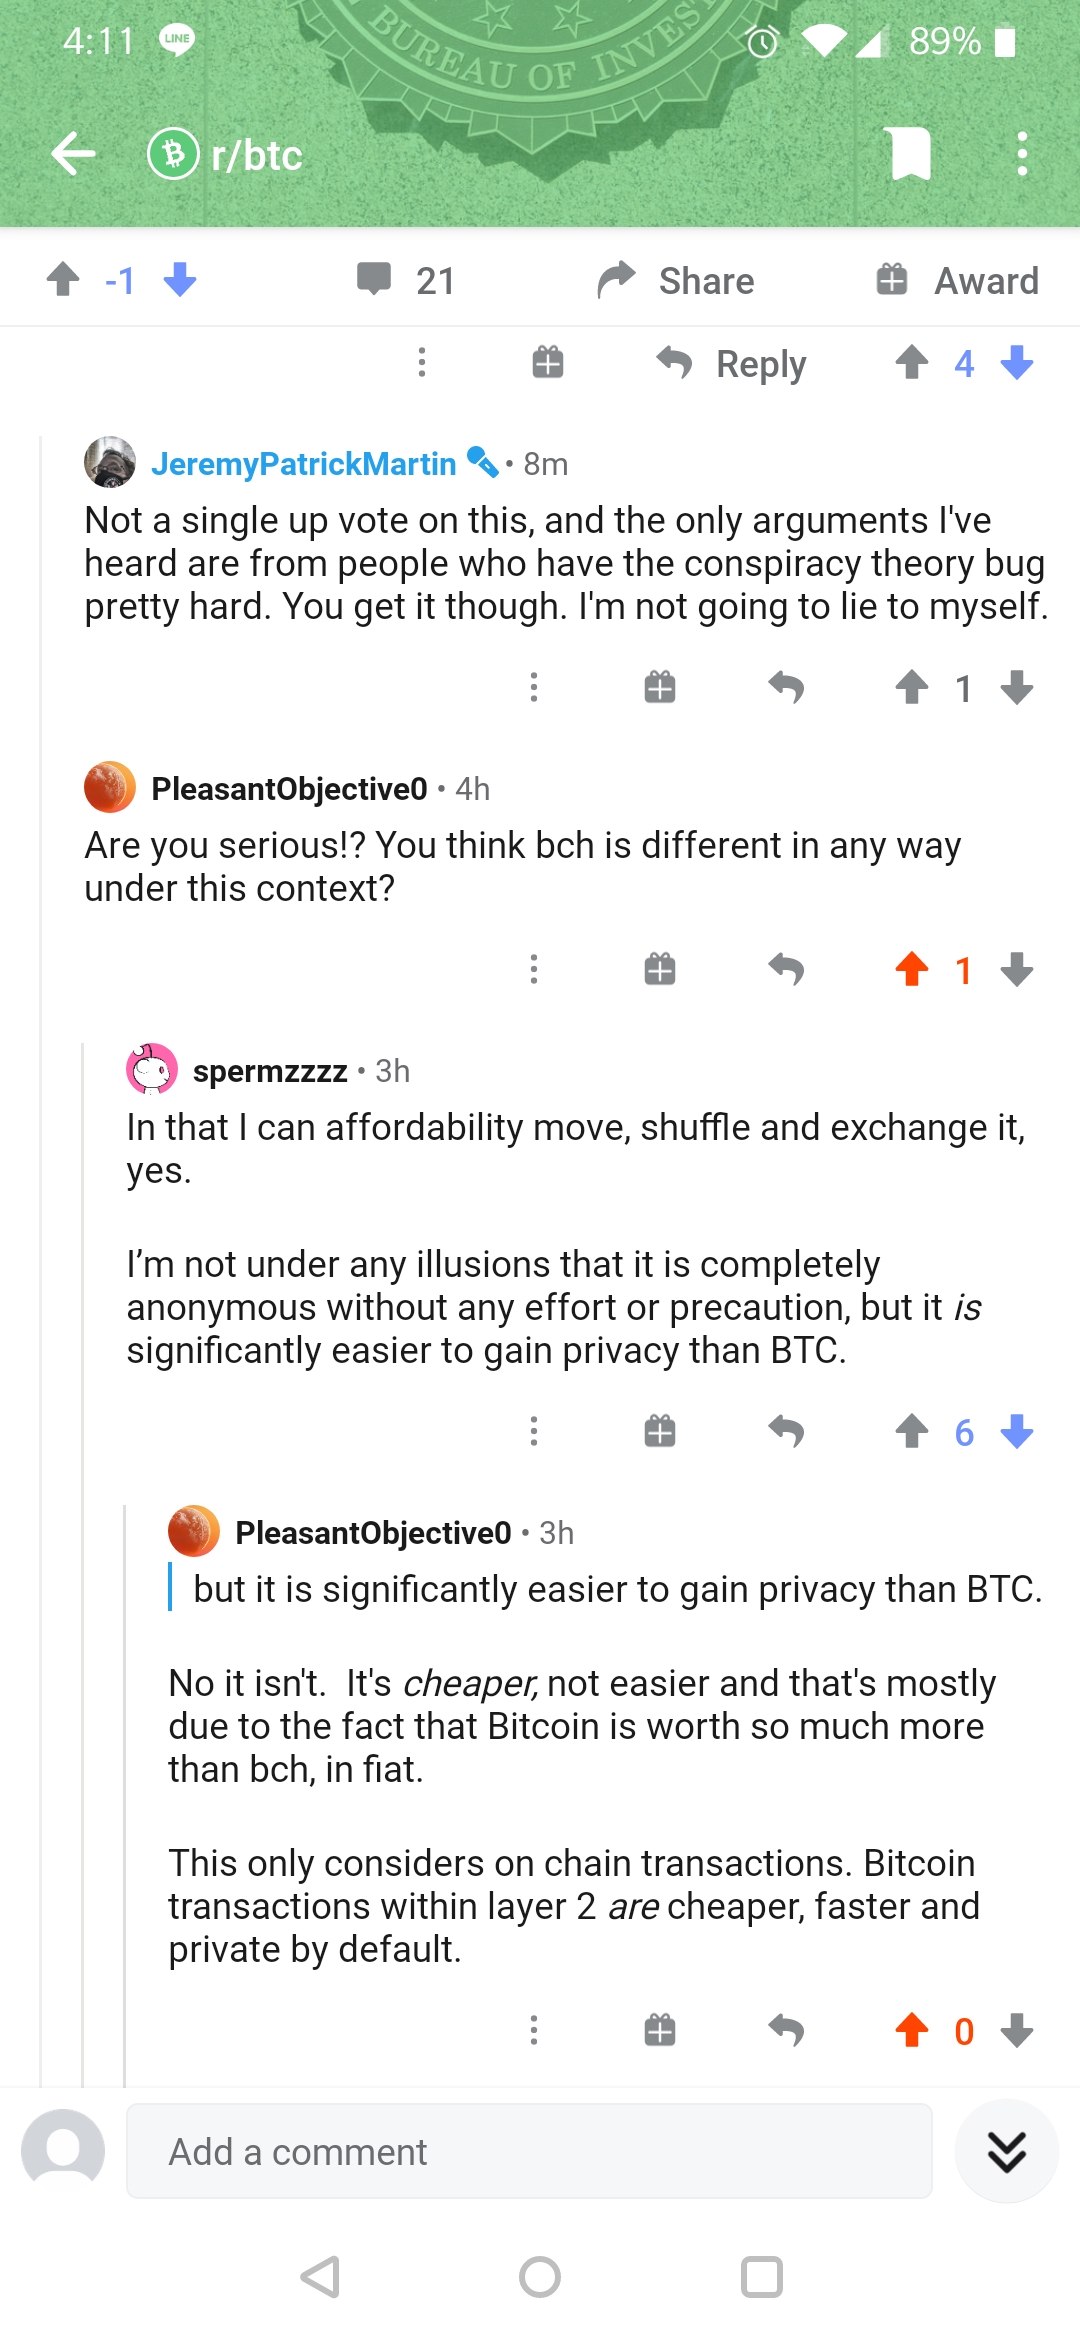 4:11 LINE 89%
BUREAU OF INVES
r/btc
-1 21 Share Award
Reply 4
JeremyPatrickMartin • 8m
Not a single up vote on this, and the only arguments I've
heard are from people who have the conspiracy theory bug
pretty hard. You get it though. I'm not going to lie to myself.
1
PleasantObjective0 • 4h
Are you serious!? You think bch is different in any way
under this context?
1
spermzzzz • 3h
In that I can affordability move, shuffle and exchange it,
yes.
I’m not under any illusions that it is completely
anonymous without any effort or precaution, but it is
significantly easier to gain privacy than BTC.
6
PleasantObjective0 • 3h
but it is significantly easier to gain privacy than BTC.
No it isn't.  It's cheaper, not easier and that's mostly
due to the fact that Bitcoin is worth so much more
than bch, in fiat.
This only considers on chain transactions. Bitcoin
transactions within layer 2 are cheaper, faster and
private by default.
0
Add a comment